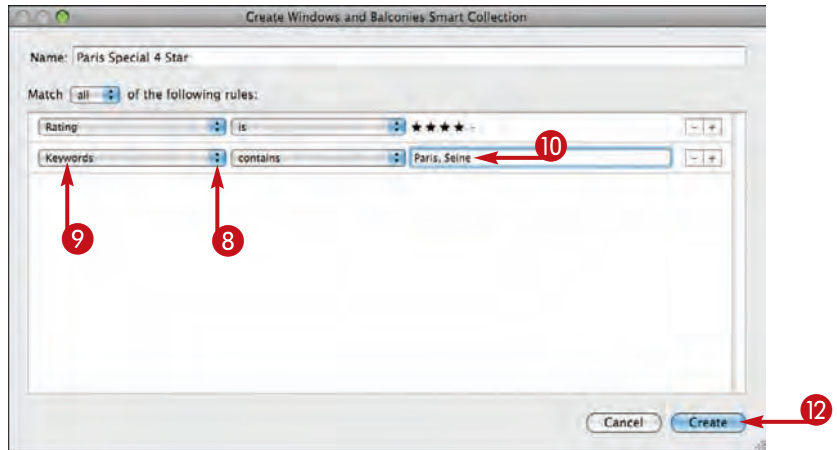 Create Windows and Balconies Smart Collection
Name: Paris Special 4 Star
Match all of the following rules:
Rating is ★★★★ - - +
Keywords contains Paris, Seine 10 - +
9 8
Cancel Create 12